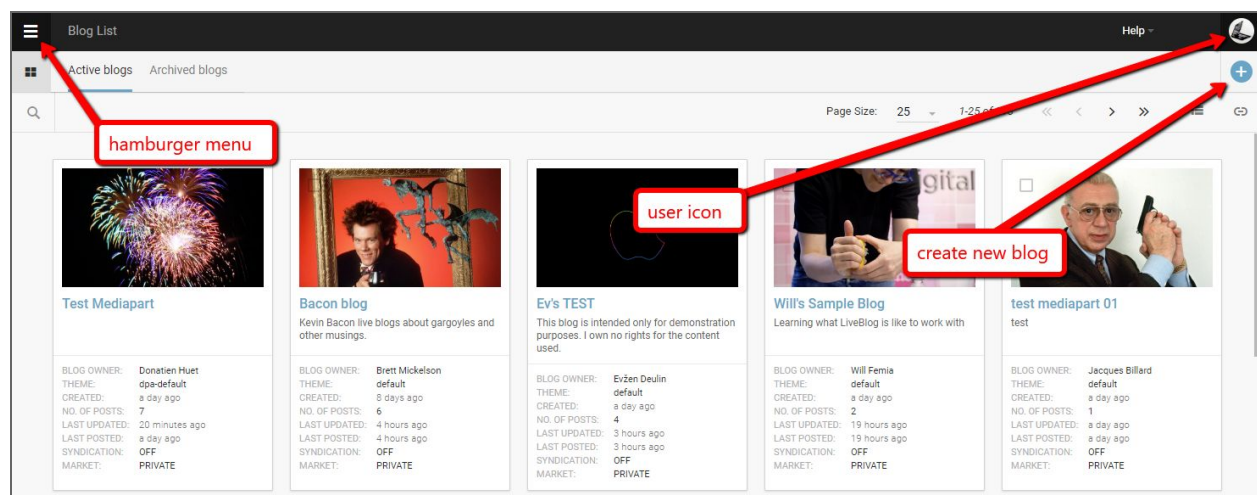 Blog List
Help
Active blogs Archived blogs
Page Size: 25 1-25 of
hamburger menu
user icon
create new blog
gital
Test Mediapart
BLOG OWNER: Donatien Huet
THEME: dpa-default
CREATED: a day ago
NO. OF POSTS: 7
LAST UPDATED: 20 minutes ago
LAST POSTED: a day ago
SYNDICATION: OFF
MARKET: PRIVATE
Bacon blog
Kevin Bacon live blogs about gargoyles and
other musings.
BLOG OWNER: Brett Mickelson
THEME: default
CREATED: 8 days ago
NO. OF POSTS: 6
LAST UPDATED: 4 hours ago
LAST POSTED: 4 hours ago
SYNDICATION: OFF
MARKET: PRIVATE
Ev's TEST
This blog is intended only for demonstration
purposes. I own no rights for the content
used.
BLOG OWNER: Evžen Deulin
THEME: default
CREATED: a day ago
NO. OF POSTS: 4
LAST UPDATED: 3 hours ago
LAST POSTED: 3 hours ago
SYNDICATION: OFF
MARKET: PRIVATE
Will's Sample Blog
Learning what LiveBlog is like to work with
BLOG OWNER: Will Femia
THEME: default
CREATED: a day ago
NO. OF POSTS: 2
LAST UPDATED: 19 hours ago
LAST POSTED: 19 hours ago
SYNDICATION: OFF
MARKET: PRIVATE
test mediapart 01
test
BLOG OWNER: Jacques Billard
THEME: default
CREATED: a day ago
NO. OF POSTS: 1
LAST UPDATED: a day ago
LAST POSTED: a day ago
SYNDICATION: OFF
MARKET: PRIVATE